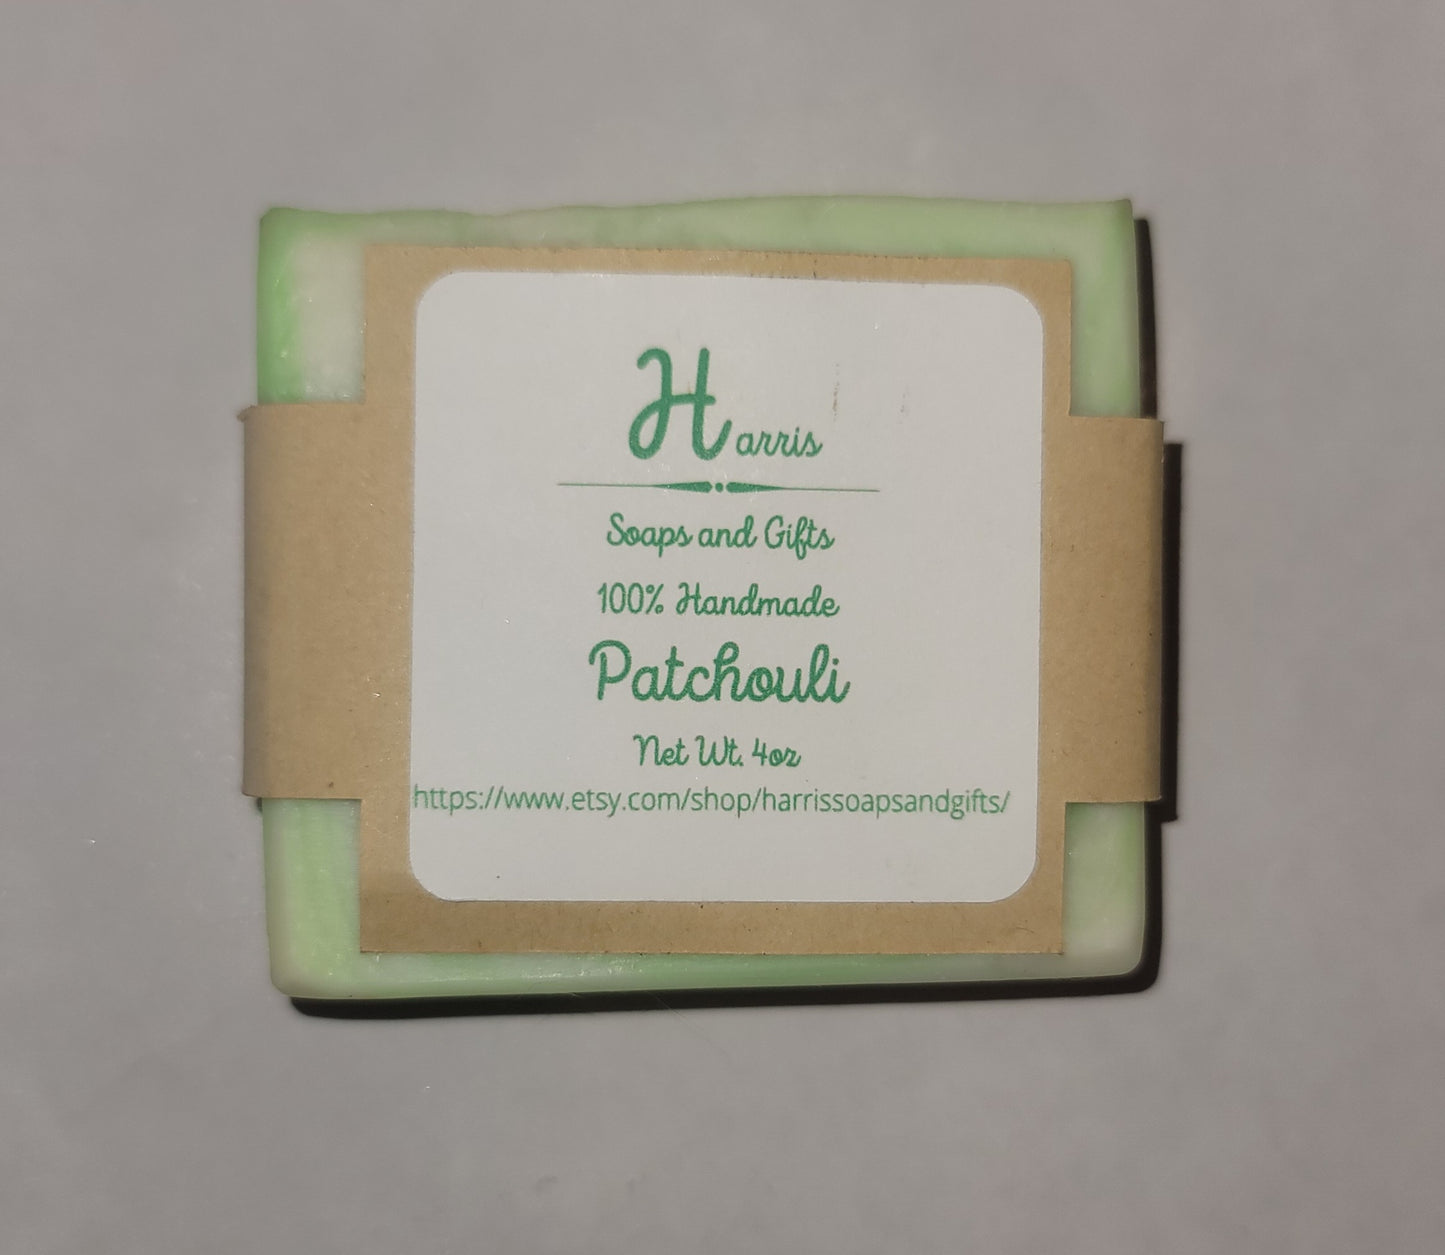 Harris
Soaps and Gifts
100% Handmade
Patchouli
Net Wt. 4oz
https://www.etsy.com/shop/harrissoapsandgifts/